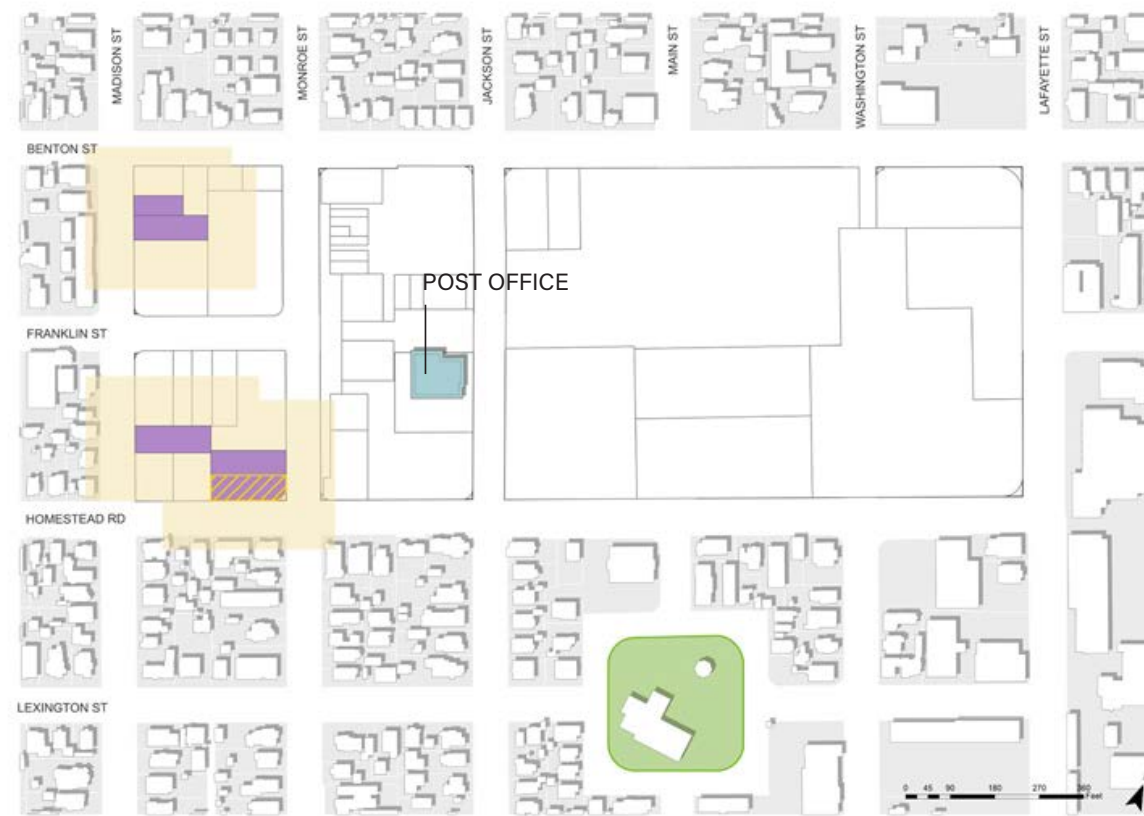 MADISON ST
MONROE ST
JACKSON ST
MAIN ST
WASHINGTON ST
LAFAYETTE ST
BENTON ST
POST OFFICE
FRANKLIN ST
HOMESTEAD RD
LEXINGTON ST
0 45 90 180 270 360
Feet